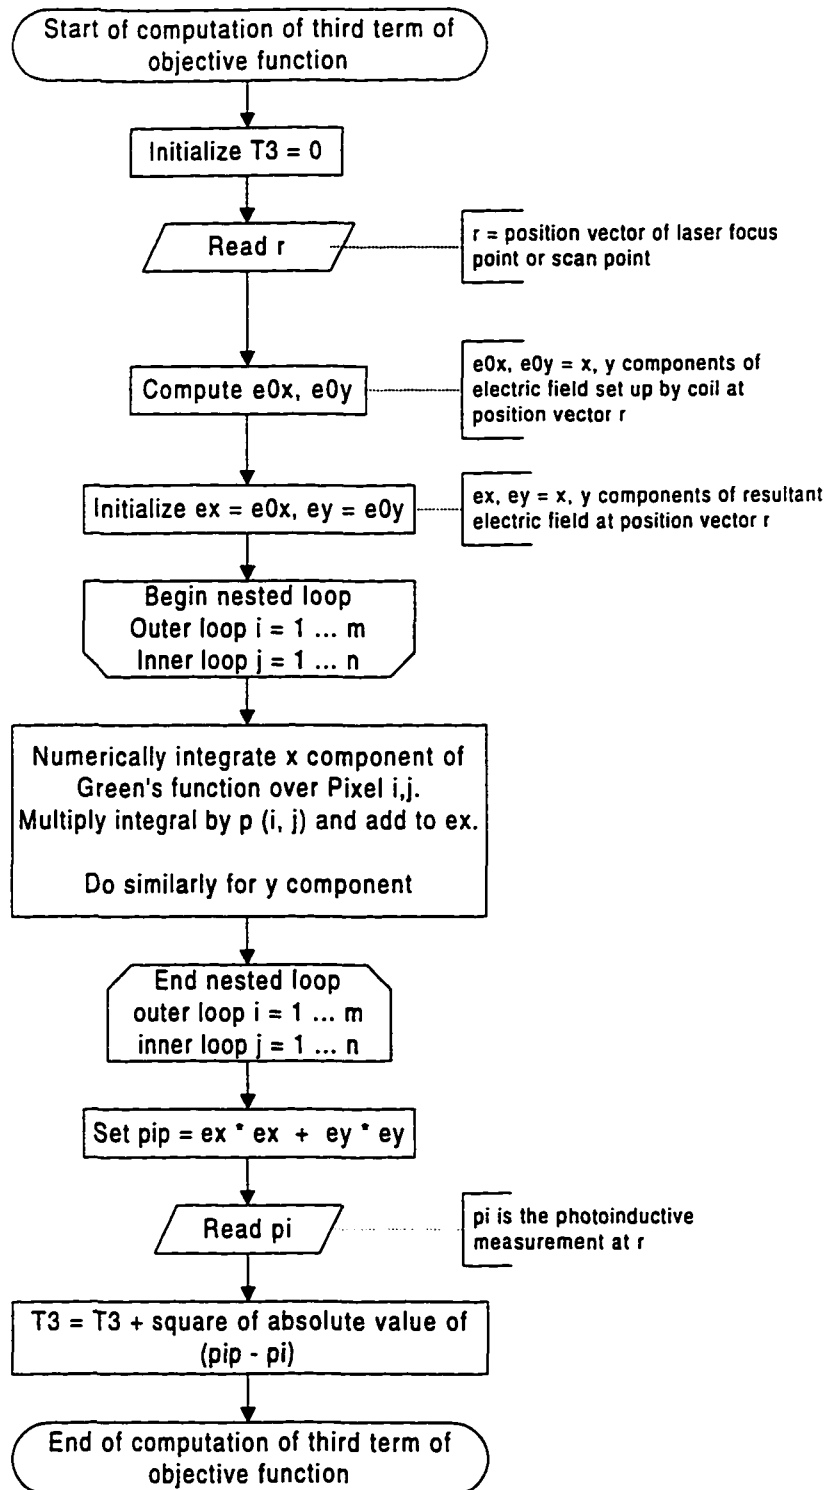 Start of computation of third term of
objective function
Initialize T3 = 0
Read r
r = position vector of laser focus
point or scan point
Compute e0x, e0y
e0x, e0y = x, y components of
electric field set up by coil at
position vector r
Initialize ex = e0x, ey = e0y
ex, ey = x, y components of resultant
electric field at position vector r
Begin nested loop
Outer loop i = 1 ... m
Inner loop j = 1 ... n
Numerically integrate x component of
Green's function over Pixel i,j.
Multiply integral by p (i, j) and add to ex.
Do similarly for y component
End nested loop
outer loop i = 1 ... m
inner loop j = 1 ... n
Set pip = ex * ex + ey * ey
Read pi
pi is the photoinductive
measurement at r
T3 = T3 + square of absolute value of
(pip - pi)
End of computation of third term of
objective function